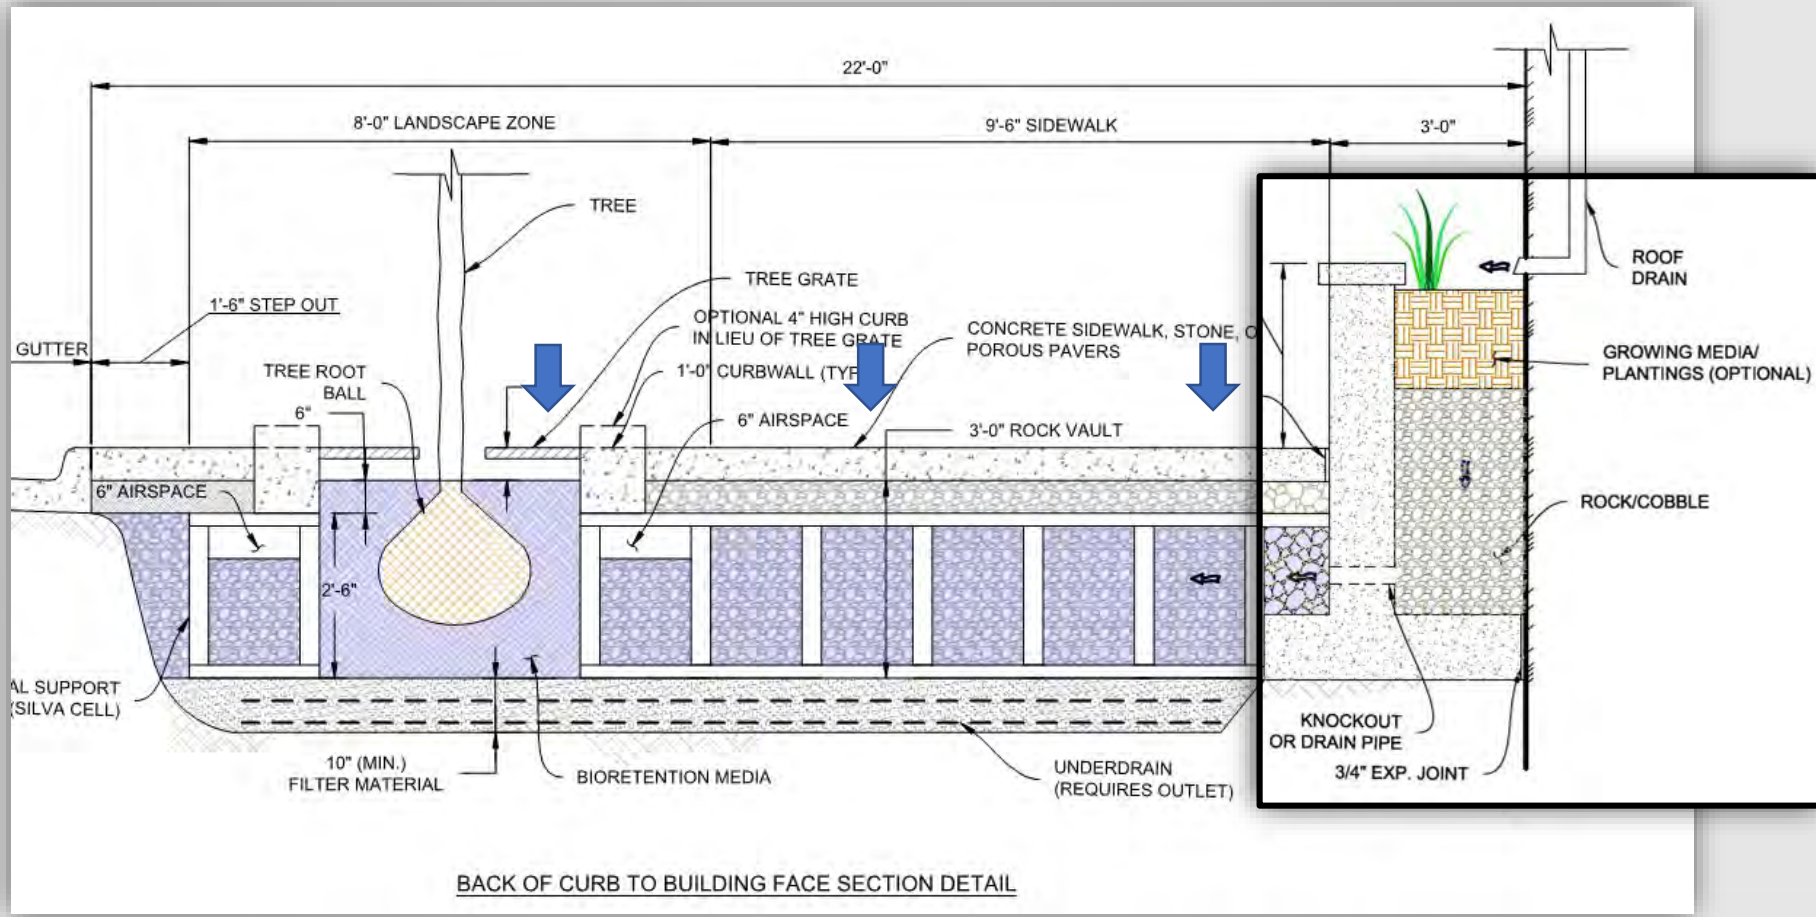 22'-0"
8'-0" LANDSCAPE ZONE
9'-6" SIDEWALK
3'-0"
TREE
ROOF
DRAIN
TREE GRATE
1'-6" STEP OUT
OPTIONAL 4" HIGH CURB
IN LIEU OF TREE GRATE
CONCRETE SIDEWALK, STONE, O
POROUS PAVERS
GUTTER
GROWING MEDIA/
PLANTINGS (OPTIONAL)
TREE ROOT
BALL
1'-0" CURBWALL (TYP
6"
6" AIRSPACE
3'-0" ROCK VAULT
6" AIRSPACE
ROCK/COBBLE
2'-6"
AL SUPPORT
(SILVA CELL)
KNOCKOUT
OR DRAIN PIPE
10" (MIN.)
FILTER MATERIAL
BIORETENTION MEDIA
UNDERDRAIN
(REQUIRES OUTLET)
3/4" EXP. JOINT
BACK OF CURB TO BUILDING FACE SECTION DETAIL